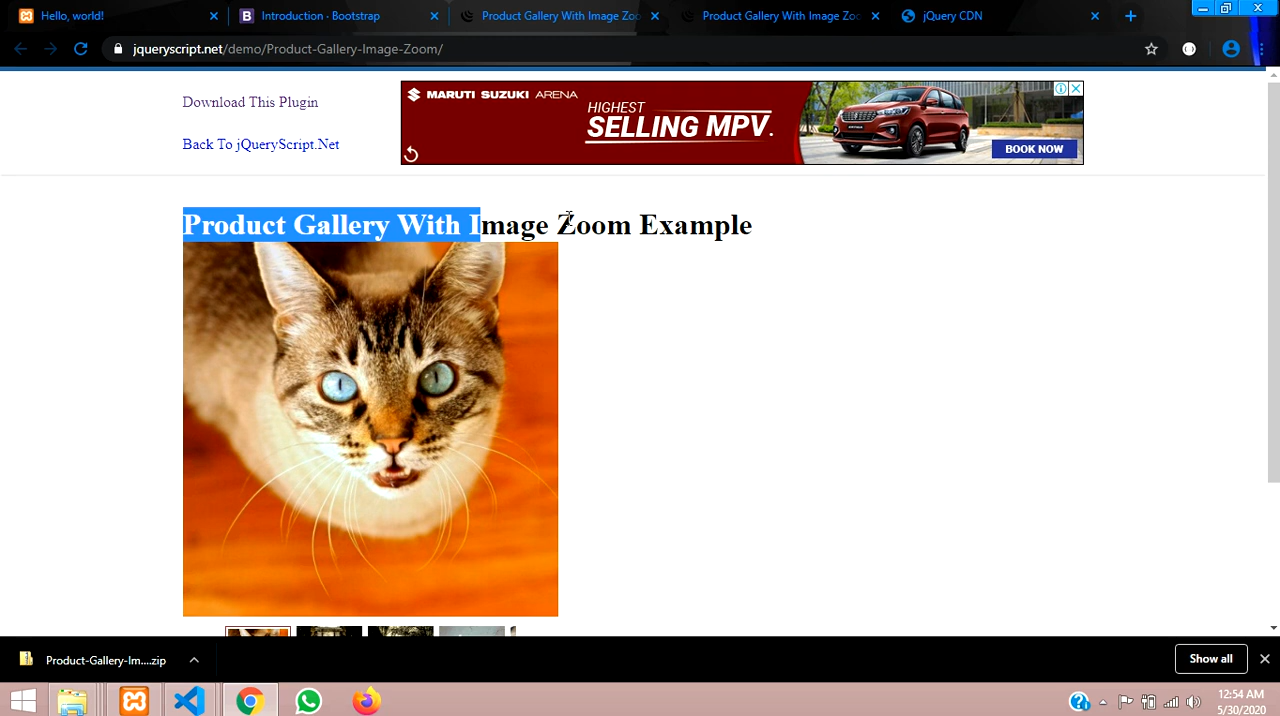 Hello, world!
Introduction · Bootstrap
Product Gallery With Image Zoo
Product Gallery With Image Zo
jQuery CDN
jqueryscript.net/demo/Product-Gallery-Image-Zoom/
Download This Plugin
Back To jQueryScript.Net
MARUTI SUZUKI ARENA
HIGHEST
SELLING MPV.
BOOK NOW
Product Gallery With Image Zoom Example
Product-Gallery-Im....zip
Show all
12:54 AM
5/30/2020